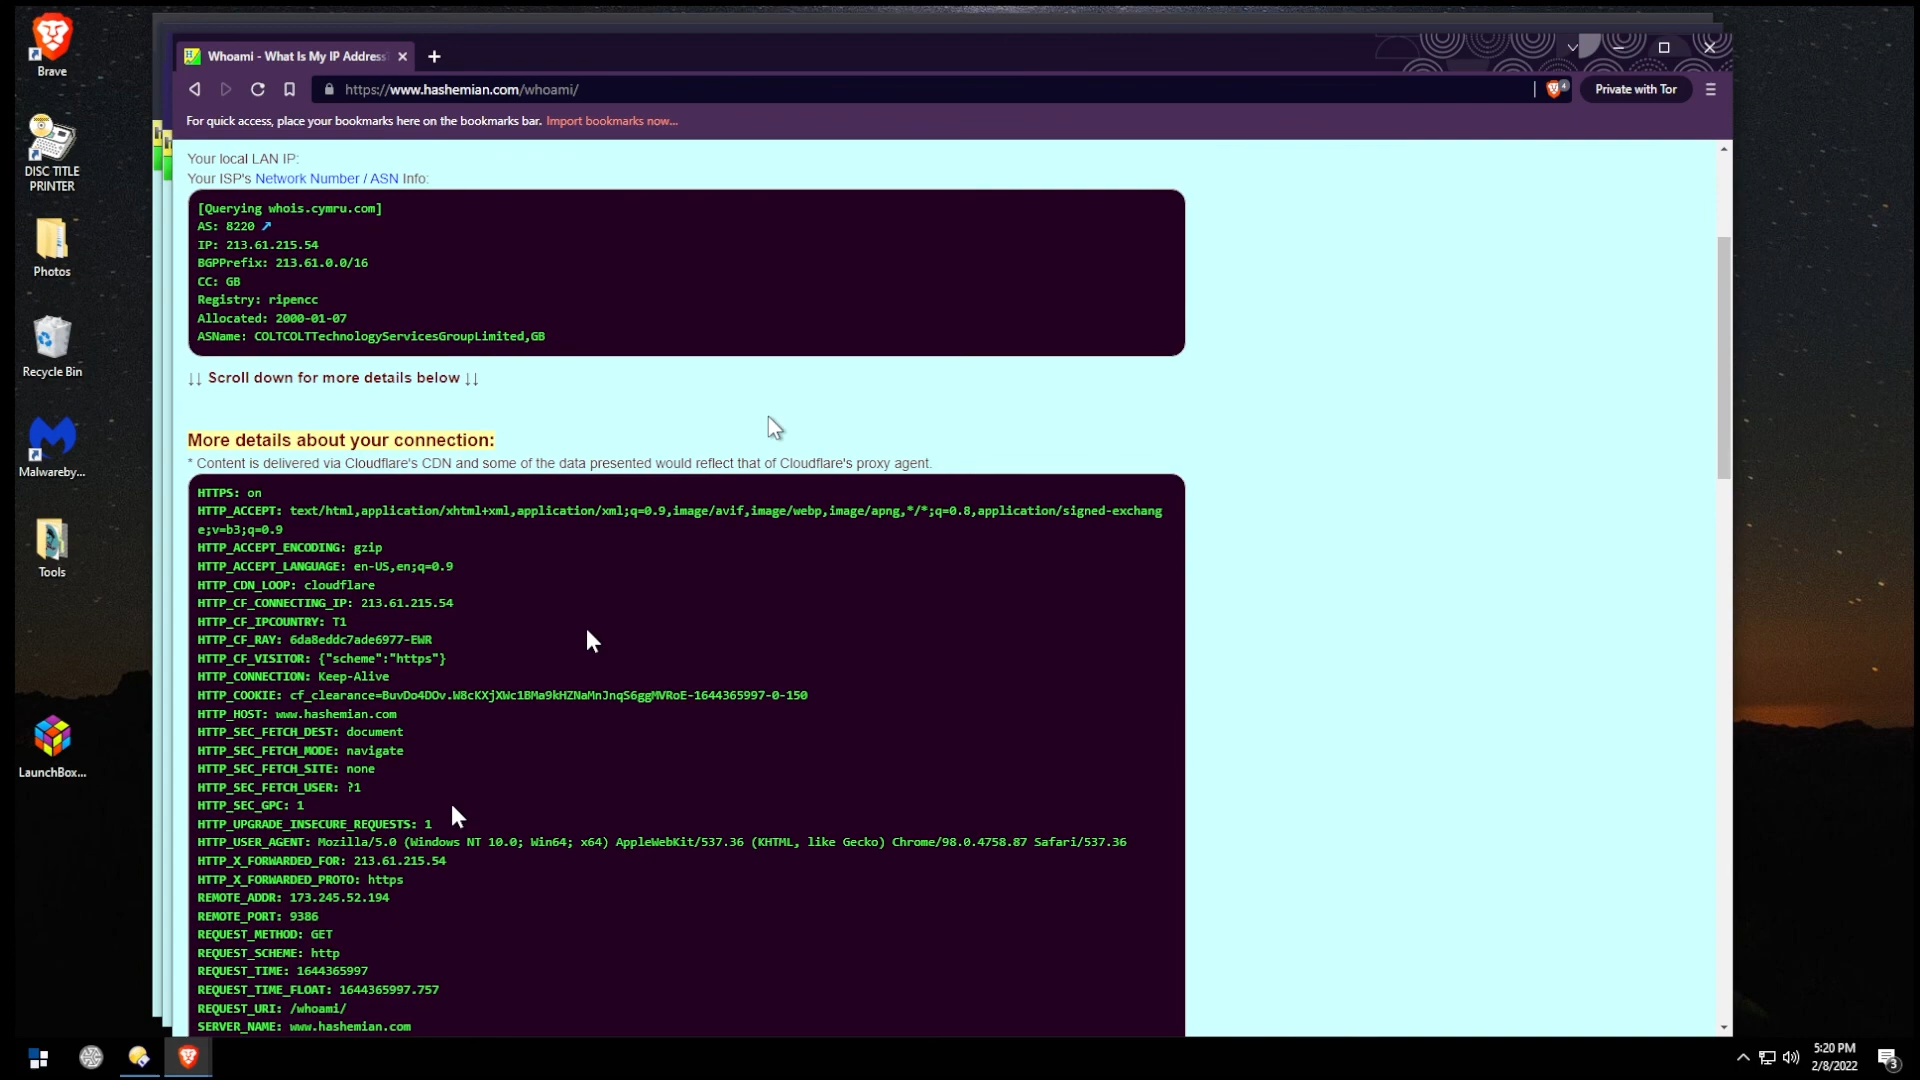 Brave
DISC TITLE
PRINTER
Photos
Recycle Bin
Malwareby...
Tools
LaunchBox...
Whoami - What Is My IP Address
https://www.hashemian.com/whoami/
4
Private with Tor
For quick access, place your bookmarks here on the bookmarks bar. Import bookmarks now...
Your local LAN IP:
Your ISP's Network Number / ASN Info:
[Querying whois.cymru.com]
AS: 8220 ↗
IP: 213.61.215.54
BGPPrefix: 213.61.0.0/16
CC: GB
Registry: ripencc
Allocated: 2000-01-07
ASName: COLTCOLTTechnologyServicesGroupLimited,GB
↓↓ Scroll down for more details below ↓↓
More details about your connection:
* Content is delivered via Cloudflare's CDN and some of the data presented would reflect that of Cloudflare's proxy agent.
HTTPS: on
HTTP_ACCEPT: text/html,application/xhtml+xml,application/xml;q=0.9,image/avif,image/webp,image/apng,*/*;q=0.8,application/signed-exchang
e;v=b3;q=0.9
HTTP_ACCEPT_ENCODING: gzip
HTTP_ACCEPT_LANGUAGE: en-US,en;q=0.9
HTTP_CDN_LOOP: cloudflare
HTTP_CF_CONNECTING_IP: 213.61.215.54
HTTP_CF_IPCOUNTRY: T1
HTTP_CF_RAY: 6da8eddc7ade6977-EWR
HTTP_CF_VISITOR: {"scheme":"https"}
HTTP_CONNECTION: Keep-Alive
HTTP_COOKIE: cf_clearance=BuvDo4DOv.W8cKXjXWc1BMa9kHZNaMnJnqS6ggMVRoE-1644365997-0-150
HTTP_HOST: www.hashemian.com
HTTP_SEC_FETCH_DEST: document
HTTP_SEC_FETCH_MODE: navigate
HTTP_SEC_FETCH_SITE: none
HTTP_SEC_FETCH_USER: ?1
HTTP_SEC_GPC: 1
HTTP_UPGRADE_INSECURE_REQUESTS: 1
HTTP_USER_AGENT: Mozilla/5.0 (Windows NT 10.0; Win64; x64) AppleWebKit/537.36 (KHTML, like Gecko) Chrome/98.0.4758.87 Safari/537.36
HTTP_X_FORWARDED_FOR: 213.61.215.54
HTTP_X_FORWARDED_PROTO: https
REMOTE_ADDR: 173.245.52.194
REMOTE_PORT: 9386
REQUEST_METHOD: GET
REQUEST_SCHEME: http
REQUEST_TIME: 1644365997
REQUEST_TIME_FLOAT: 1644365997.757
REQUEST_URI: /whoami/
SERVER_NAME: www.hashemian.com
5:20 PM
2/8/2022
3